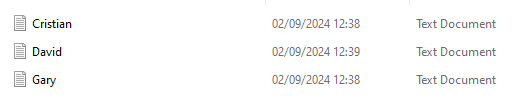 Cristian 02/09/2024 12:38 Text Document
David 02/09/2024 12:39 Text Document
Gary 02/09/2024 12:38 Text Document